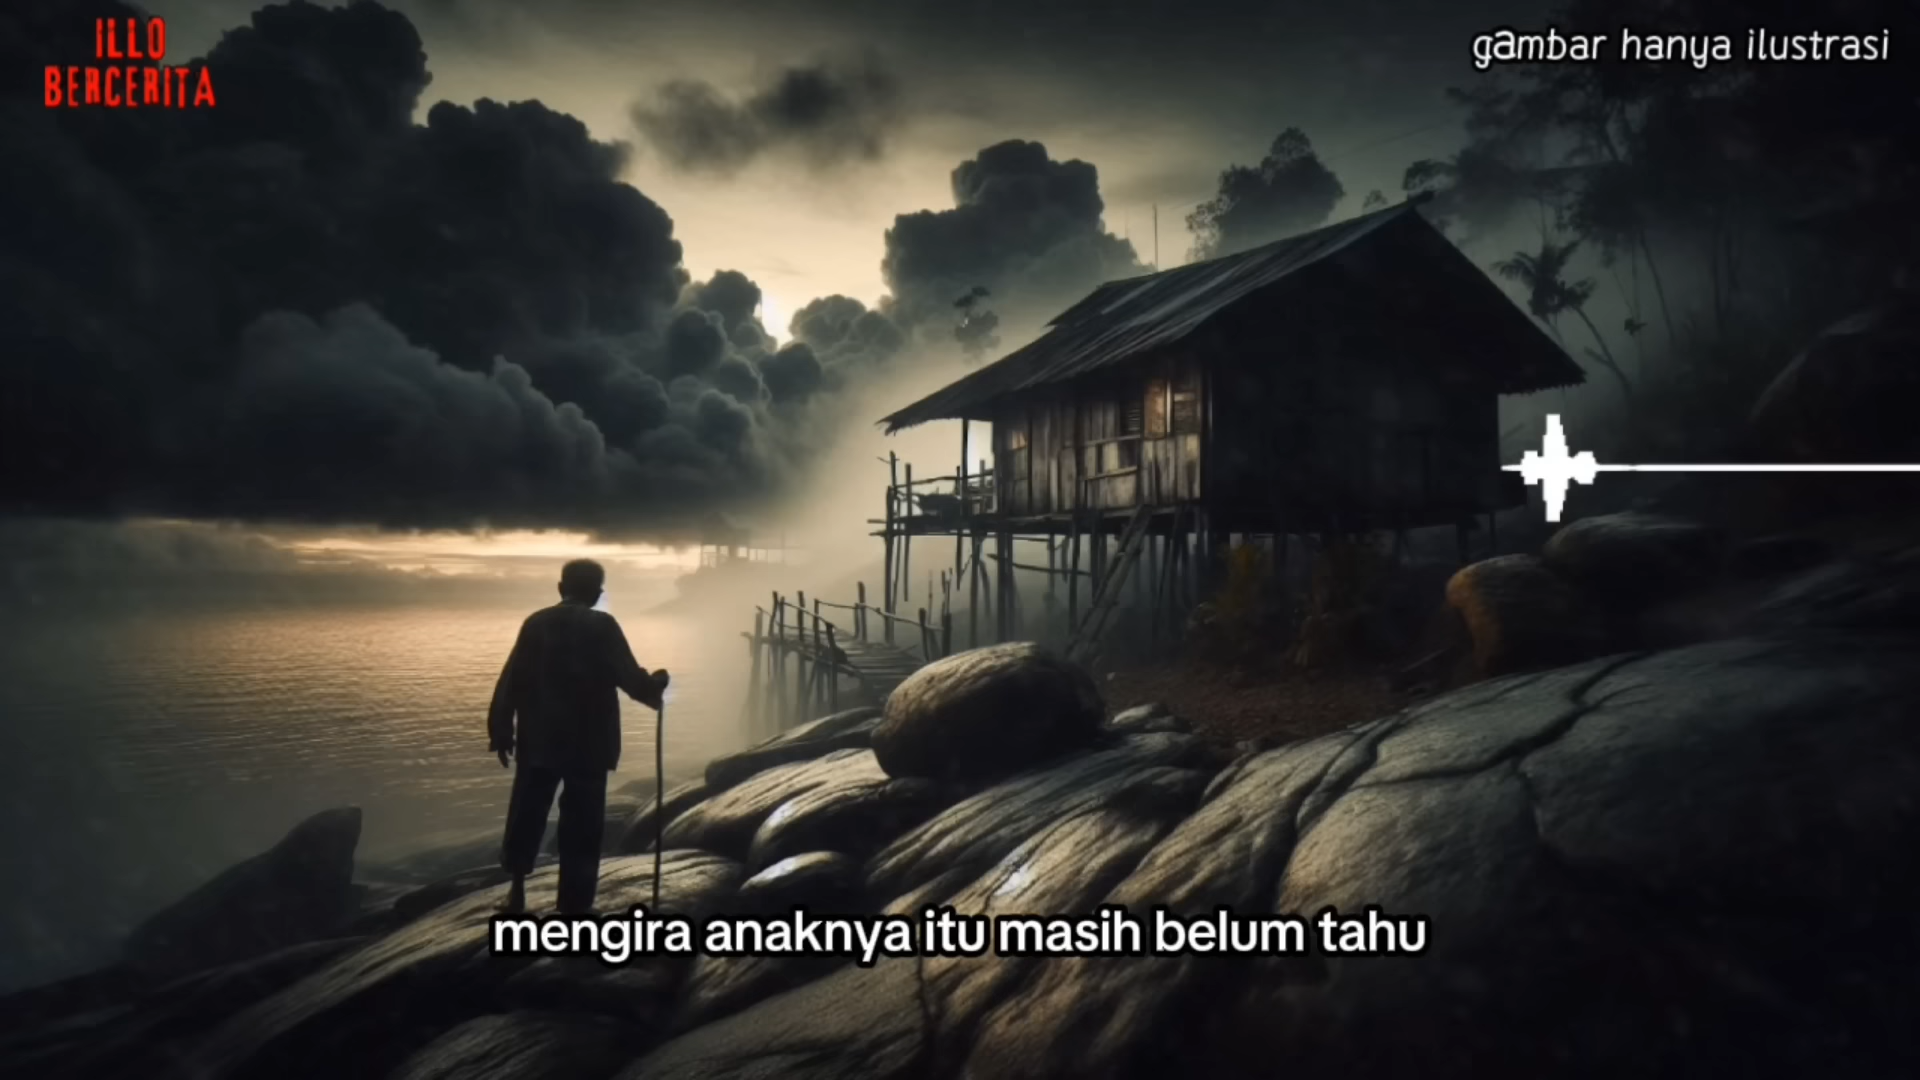 ILLO
BERCERITA
gambar hanya ilustrasi
mengira anaknya itu masih belum tahu